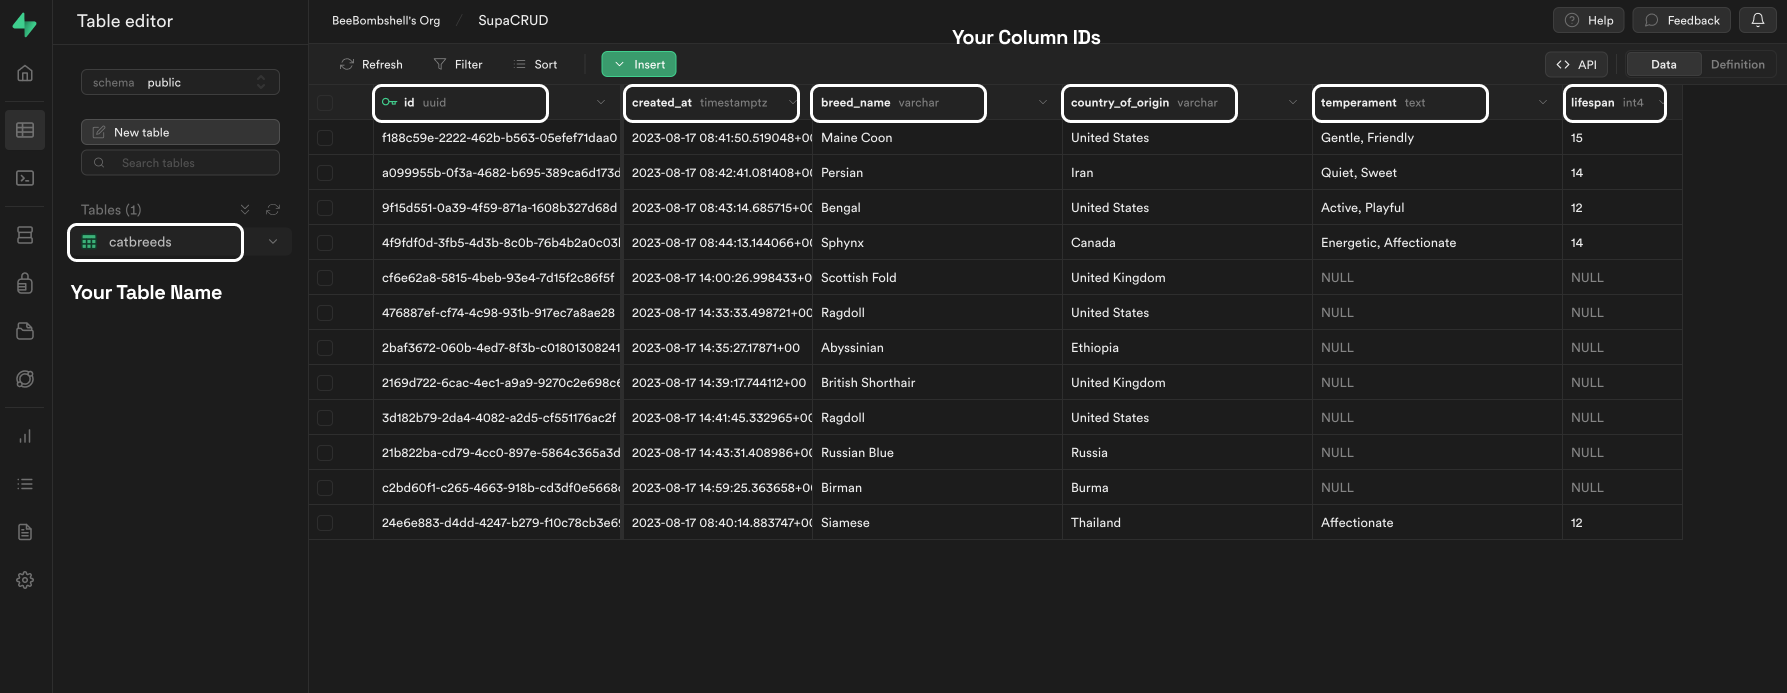 Table editor
BeeBombshell's Org / SupaCRUD
Help
Feedback
Your Column IDs
schema public
Refresh
Filter
Sort
Insert
API
Data
Definition
New table
Search tables
Tables (1)
catbreeds
Your Table Name
id uuid created_at timestamptz breed_name varchar country_of_origin varchar temperament text lifespan int4
f188c59e-2222-462b-b563-05efef71daa0 2023-08-17 08:41:50.519048+00 Maine Coon United States Gentle, Friendly 15
a099955b-0f3a-4682-b695-389ca6d173d 2023-08-17 08:42:41.081408+00 Persian Iran Quiet, Sweet 14
9f15d551-0a39-4f59-871a-1608b327d68d 2023-08-17 08:43:14.685715+00 Bengal United States Active, Playful 12
4f9fdf0d-3fb5-4d3b-8c0b-76b4b2a0c03 2023-08-17 08:44:13.144066+00 Sphynx Canada Energetic, Affectionate 14
cf6e62a8-5815-4beb-93e4-7d15f2c86f5f 2023-08-17 14:00:26.998433+0 Scottish Fold United Kingdom NULL NULL
476887ef-cf74-4c98-931b-917ec7a8ae28 2023-08-17 14:33:33.498721+00 Ragdoll United States NULL NULL
2baf3672-060b-4ed7-8f3b-c01801308241 2023-08-17 14:35:27.17871+00 Abyssinian Ethiopia NULL NULL
2169d722-6cac-4ec1-a9a9-9270c2e698c6 2023-08-17 14:39:17.744112+00 British Shorthair United Kingdom NULL NULL
3d182b79-2da4-4082-a2d5-cf551176ac2f 2023-08-17 14:41:45.332965+00 Ragdoll United States NULL NULL
21b822ba-cd79-4cc0-897e-5864c365a3d 2023-08-17 14:43:31.408986+00 Russian Blue Russia NULL NULL
c2bd60f1-c265-4663-918b-cd3df0e5668 2023-08-17 14:59:25.363658+0 Birman Burma NULL NULL
24e6e883-d4dd-4247-b279-f10c78cb3e6 2023-08-17 08:40:14.883747+00 Siamese Thailand Affectionate 12